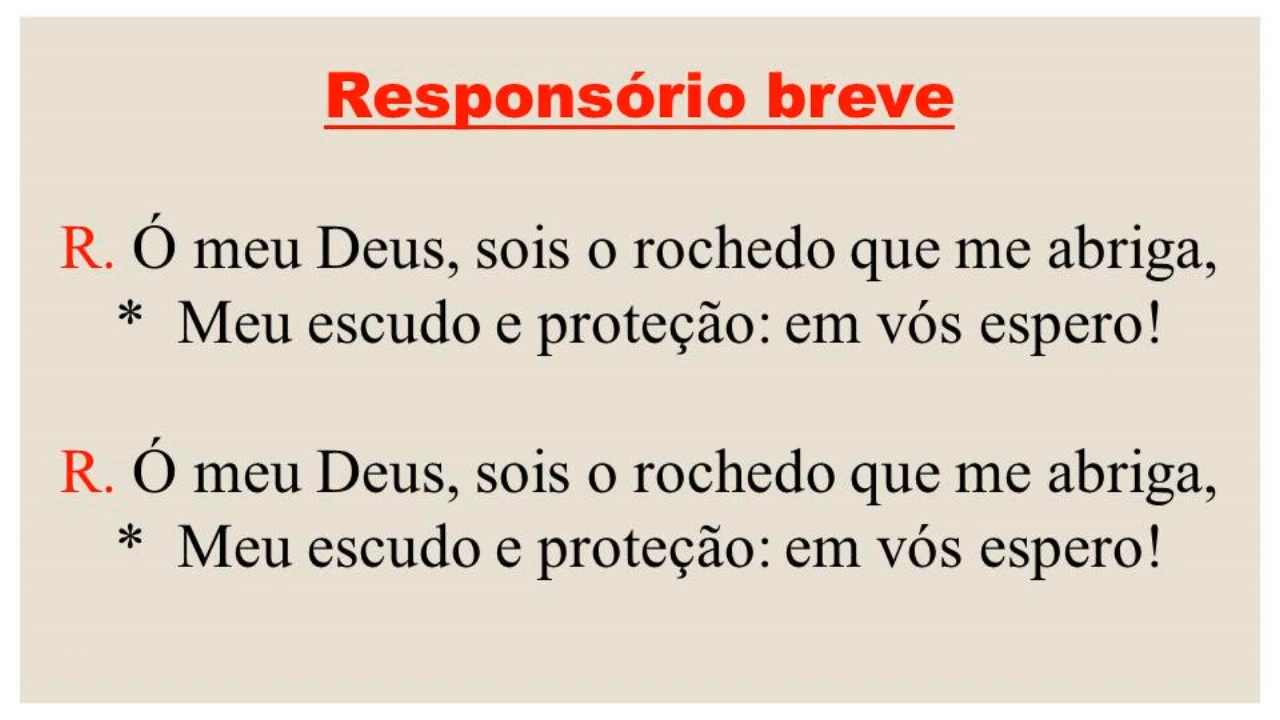 Responsório breve
R. Ó meu Deus, sois o rochedo que me abriga,
* Meu escudo e proteção: em vós espero!
R. Ó meu Deus, sois o rochedo que me abriga,
* Meu escudo e proteção: em vós espero!